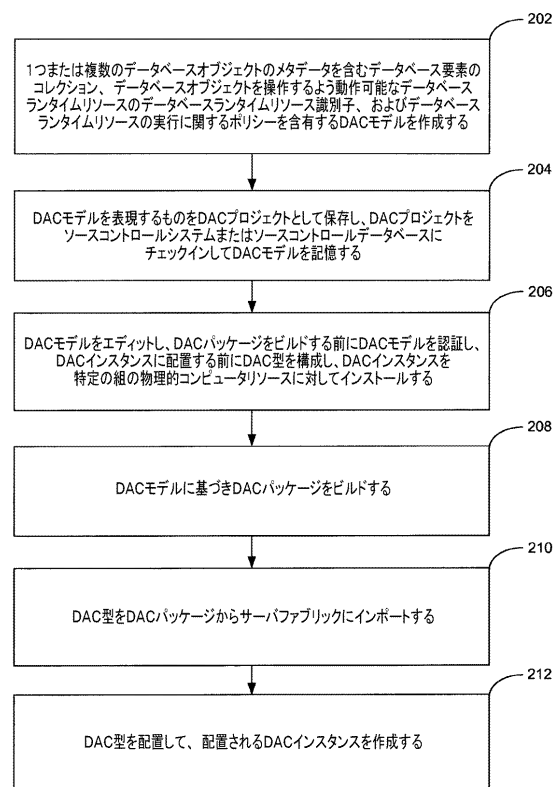 202
1つまたは複数のデータベースオブジェクトのメタデータを含むデータベース要素の
コレクション、データベースオブジェクトを操作するよう動作可能なデータベース
ランタイムリソースのデータベースランタイムリソース識別子、およびデータベース
ランタイムリソースの実行に関するポリシーを含有するDACモデルを作成する
204
DACモデルを表現するものをDACプロジェクトとして保存し、DACプロジェクトを
ソースコントロールシステムまたはソースコントロールデータベースに
チェックインしてDACモデルを記憶する
206
DACモデルをエディットし、DACパッケージをビルドする前にDACモデルを認証し、
DACインスタンスに配置する前にDAC型を構成し、DACインスタンスを
特定の組の物理的コンピュータリソースに対してインストールする
208
DACモデルに基づきDACパッケージをビルドする
210
DAC型をDACパッケージからサーバファブリックにインポートする
212
DAC型を配置して、配置されるDACインスタンスを作成する